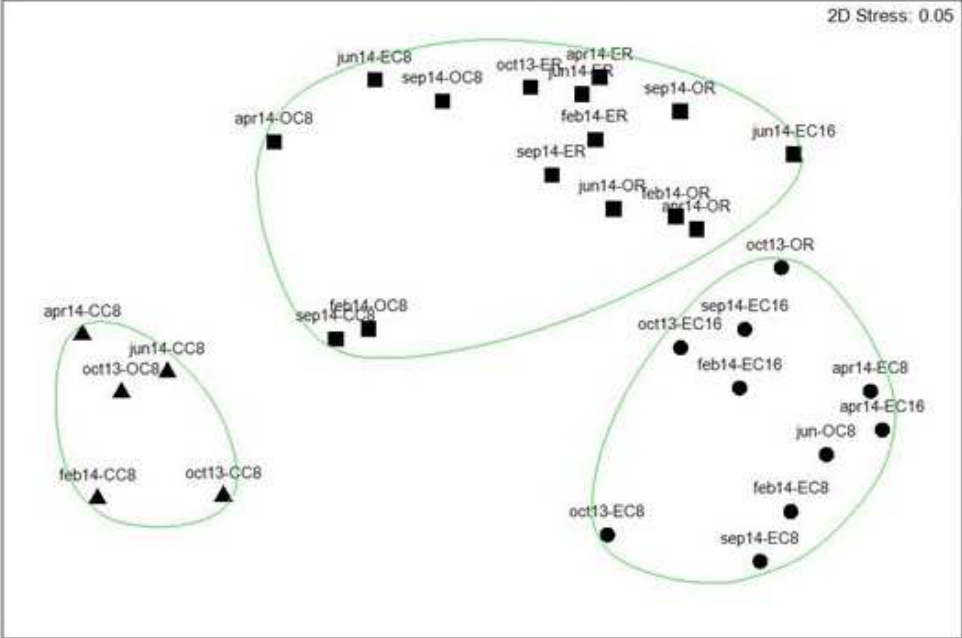 2D Stress: 0.05
jun14-EC8
apr14-ER
oct13-ER
jun14-ER
sep14-OC8
sep14-OR
apr14-OC8
feb14-ER
jun14-EC16
sep14-ER
jun14-OR
feb14-OR
apr14-OR
oct13-OR
feb14-OC8
sep14-CC8
sep14-EC16
apr14-CC8
oct13-EC16
jun14-CC8
feb14-EC16
oct13-OC8
apr14-EC8
apr14-EC16
jun-OC8
feb14-CC8
oct13-CC8
feb14-EC8
oct13-EC8
sep14-EC8